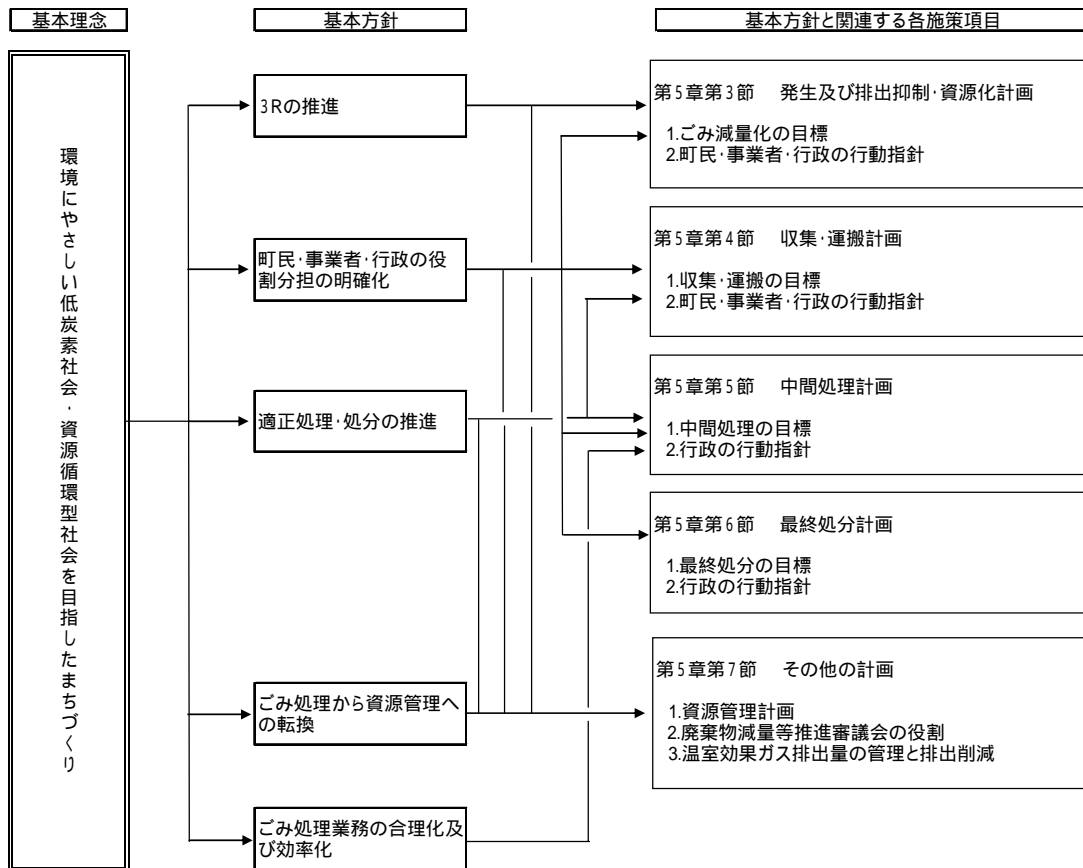 基本理念
基本方針
基本方針と関連する各施策項目
環境にやさしい低炭素社会・資源循環型社会を目指したまちづくり
3Rの推進
町民・事業者・行政の役
割分担の明確化
適正処理・処分の推進
ごみ処理から資源管理へ
の転換
ごみ処理業務の合理化及
び効率化
第5章第3節 発生及び排出抑制・資源化計画
1.ごみ減量化の目標
2.町民・事業者・行政の行動指針
第5章第4節 収集・運搬計画
1.収集・運搬の目標
2.町民・事業者・行政の行動指針
第5章第5節 中間処理計画
1.中間処理の目標
2.行政の行動指針
第5章第6節 最終処分計画
1.最終処分の目標
2.行政の行動指針
第5章第7節 その他の計画
1.資源管理計画
2.廃棄物減量等推進審議会の役割
3.温室効果ガス排出量の管理と排出削減